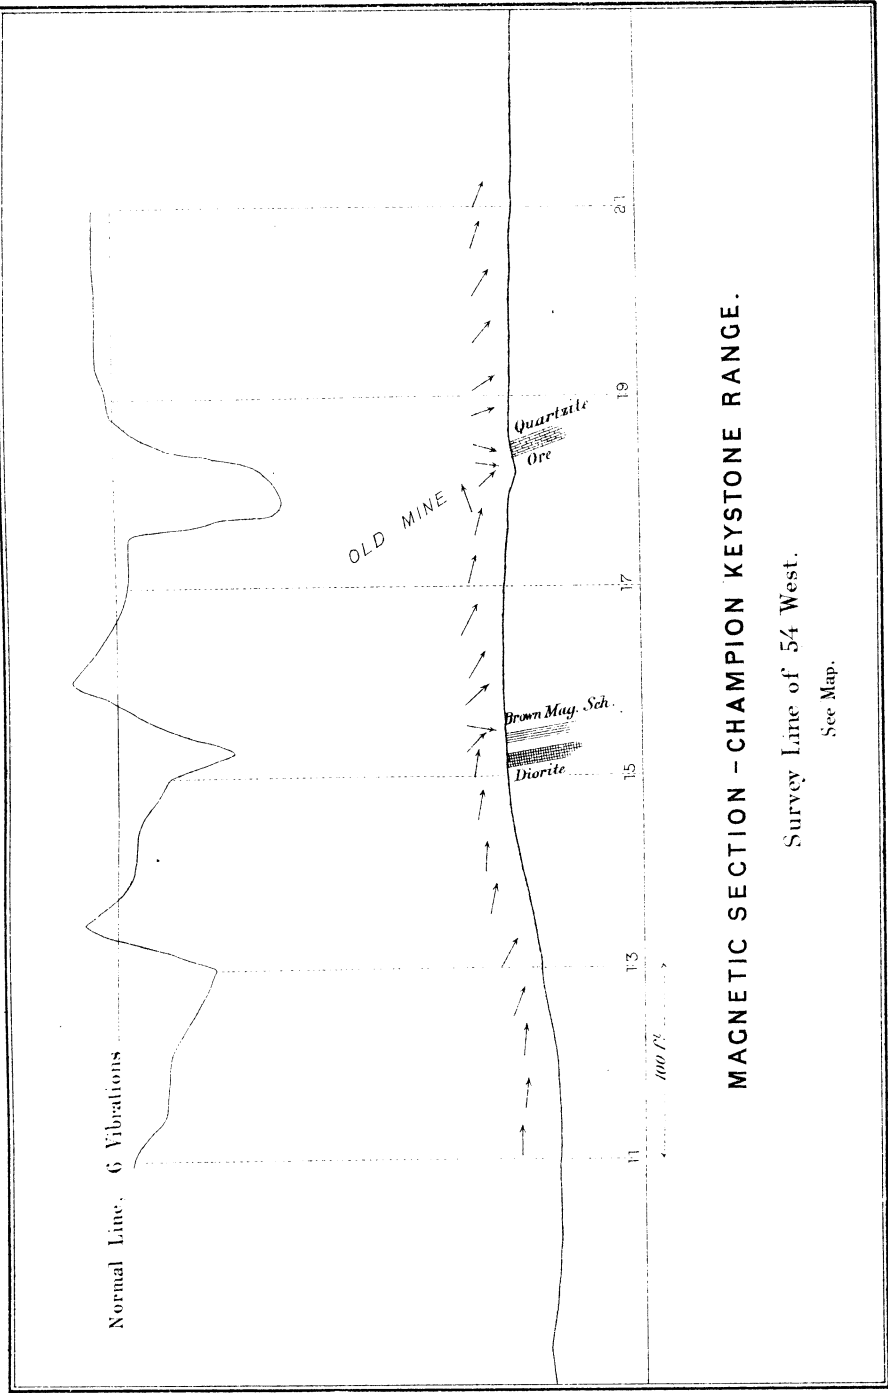 Normal Line. 6 Vibrations
OLD MINE
Diorite
Brown Mag. Sch.
Ore
Quartzite
11
13
15
17
19
21
100 Ft
MAGNETIC SECTION - CHAMPION KEYSTONE RANGE.
Survey Line of 54 West.
See Map.